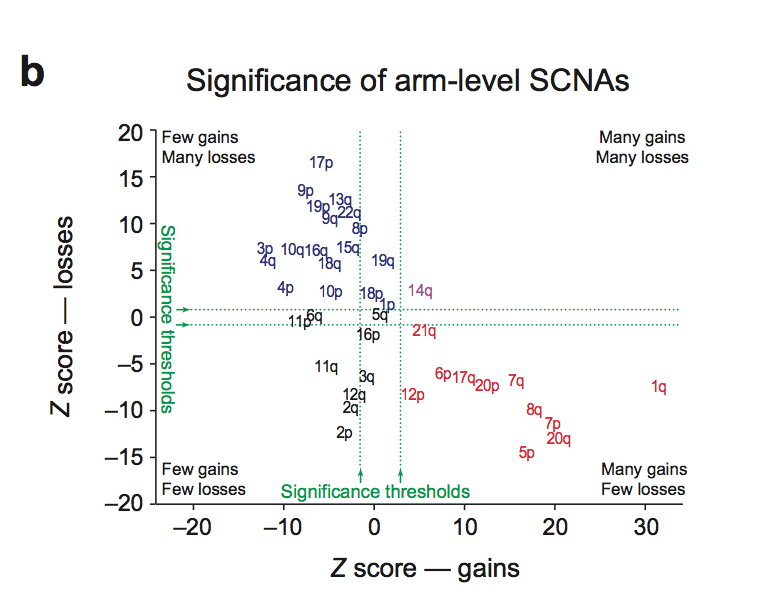 b
Significance of arm-level SCNAs
Few gains
Many losses
Many gains
Many losses
20
15
10
5
0
–5
–10
–15
–20
Z score — losses
Significance thresholds
17p
9p
13q
19p
22q
9q
8p
3p
10q
16q
15q
4q
18q
19q
4p
10p
18p
14q
1p
6q
5q
11p
16p
21q
11q
3q
6p
17q
20p
7q
1q
12q
12p
2q
8q
7p
2p
20q
5p
Few gains
Few losses
Significance thresholds
Many gains
Few losses
–20
–10
0
10
20
30
Z score — gains